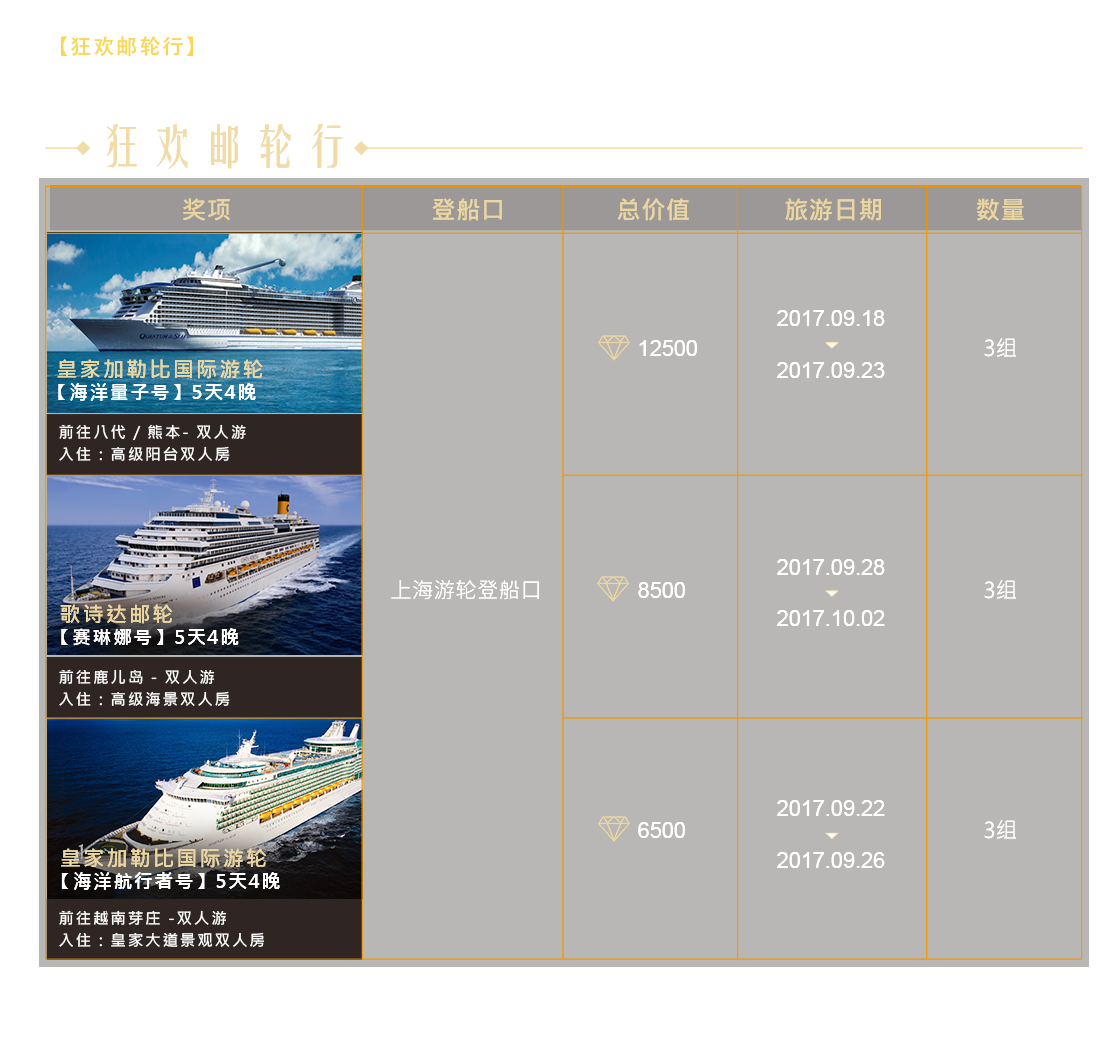 【狂欢邮轮行】
狂欢邮轮行
奖项 登船口 总价值 旅游日期 数量
皇家加勒比国际游轮
【海洋量子号】5天4晚
前往八代 / 熊本- 双人游
入住：高级阳台双人房
12500
2017.09.18
2017.09.23
3组
歌诗达邮轮
【赛琳娜号】5天4晚
前往鹿儿岛 - 双人游
入住：高级海景双人房
上海游轮登船口
8500
2017.09.28
2017.10.02
3组
皇家加勒比国际游轮
【海洋航行者号】5天4晚
前往越南芽庄 -双人游
入住：皇家大道景观双人房
6500
2017.09.22
2017.09.26
3组